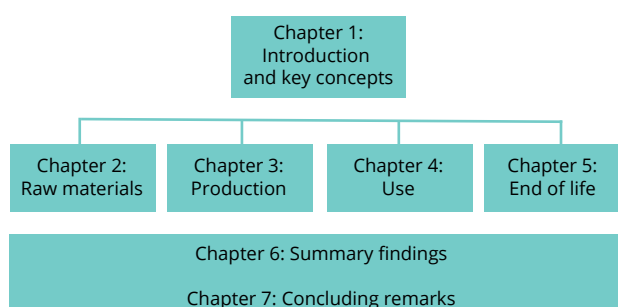 Chapter 1:
Introduction
and key concepts
Chapter 2:
Raw materials
Chapter 3:
Production
Chapter 4:
Use
Chapter 5:
End of life
Chapter 6: Summary findings
Chapter 7: Concluding remarks